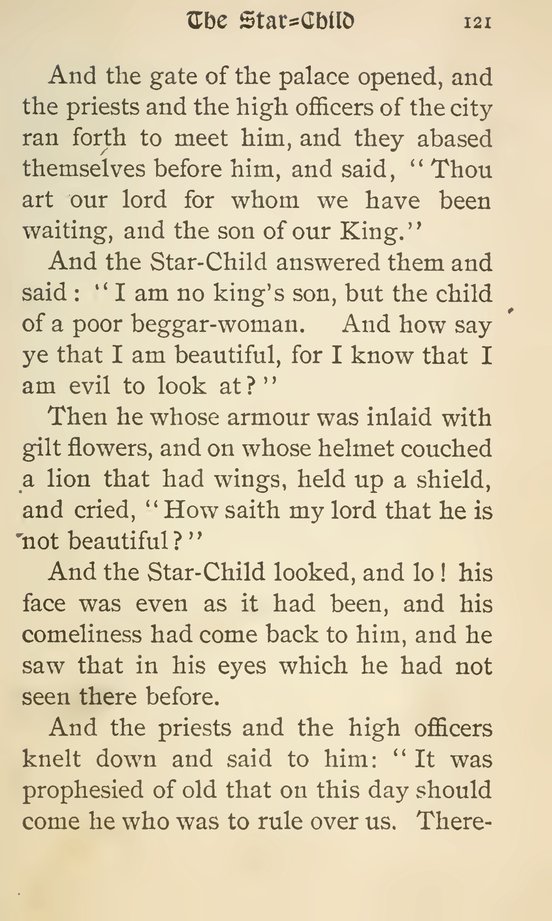 The Star=Child 121
And the gate of the palace opened, and
the priests and the high officers of the city
ran forth to meet him, and they abased
themselves before him, and said, "Thou
art our lord for whom we have been
waiting, and the son of our King."
And the Star-Child answered them and
said: "I am no king's son, but the child
of a poor beggar-woman. And how say
ye that I am beautiful, for I know that I
am evil to look at?"
Then he whose armour was inlaid with
gilt flowers, and on whose helmet couched
a lion that had wings, held up a shield,
and cried, "How saith my lord that he is
not beautiful?"
And the Star-Child looked, and lo! his
face was even as it had been, and his
comeliness had come back to him, and he
saw that in his eyes which he had not
seen there before.
And the priests and the high officers
knelt down and said to him: "It was
prophesied of old that on this day should
come he who was to rule over us. There-